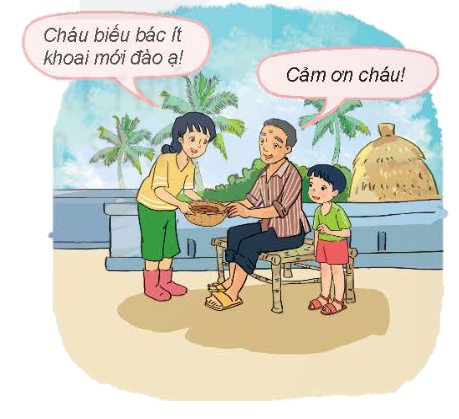 Cháu biếu bác ít
khoai mới đào ạ!
Cảm ơn cháu!